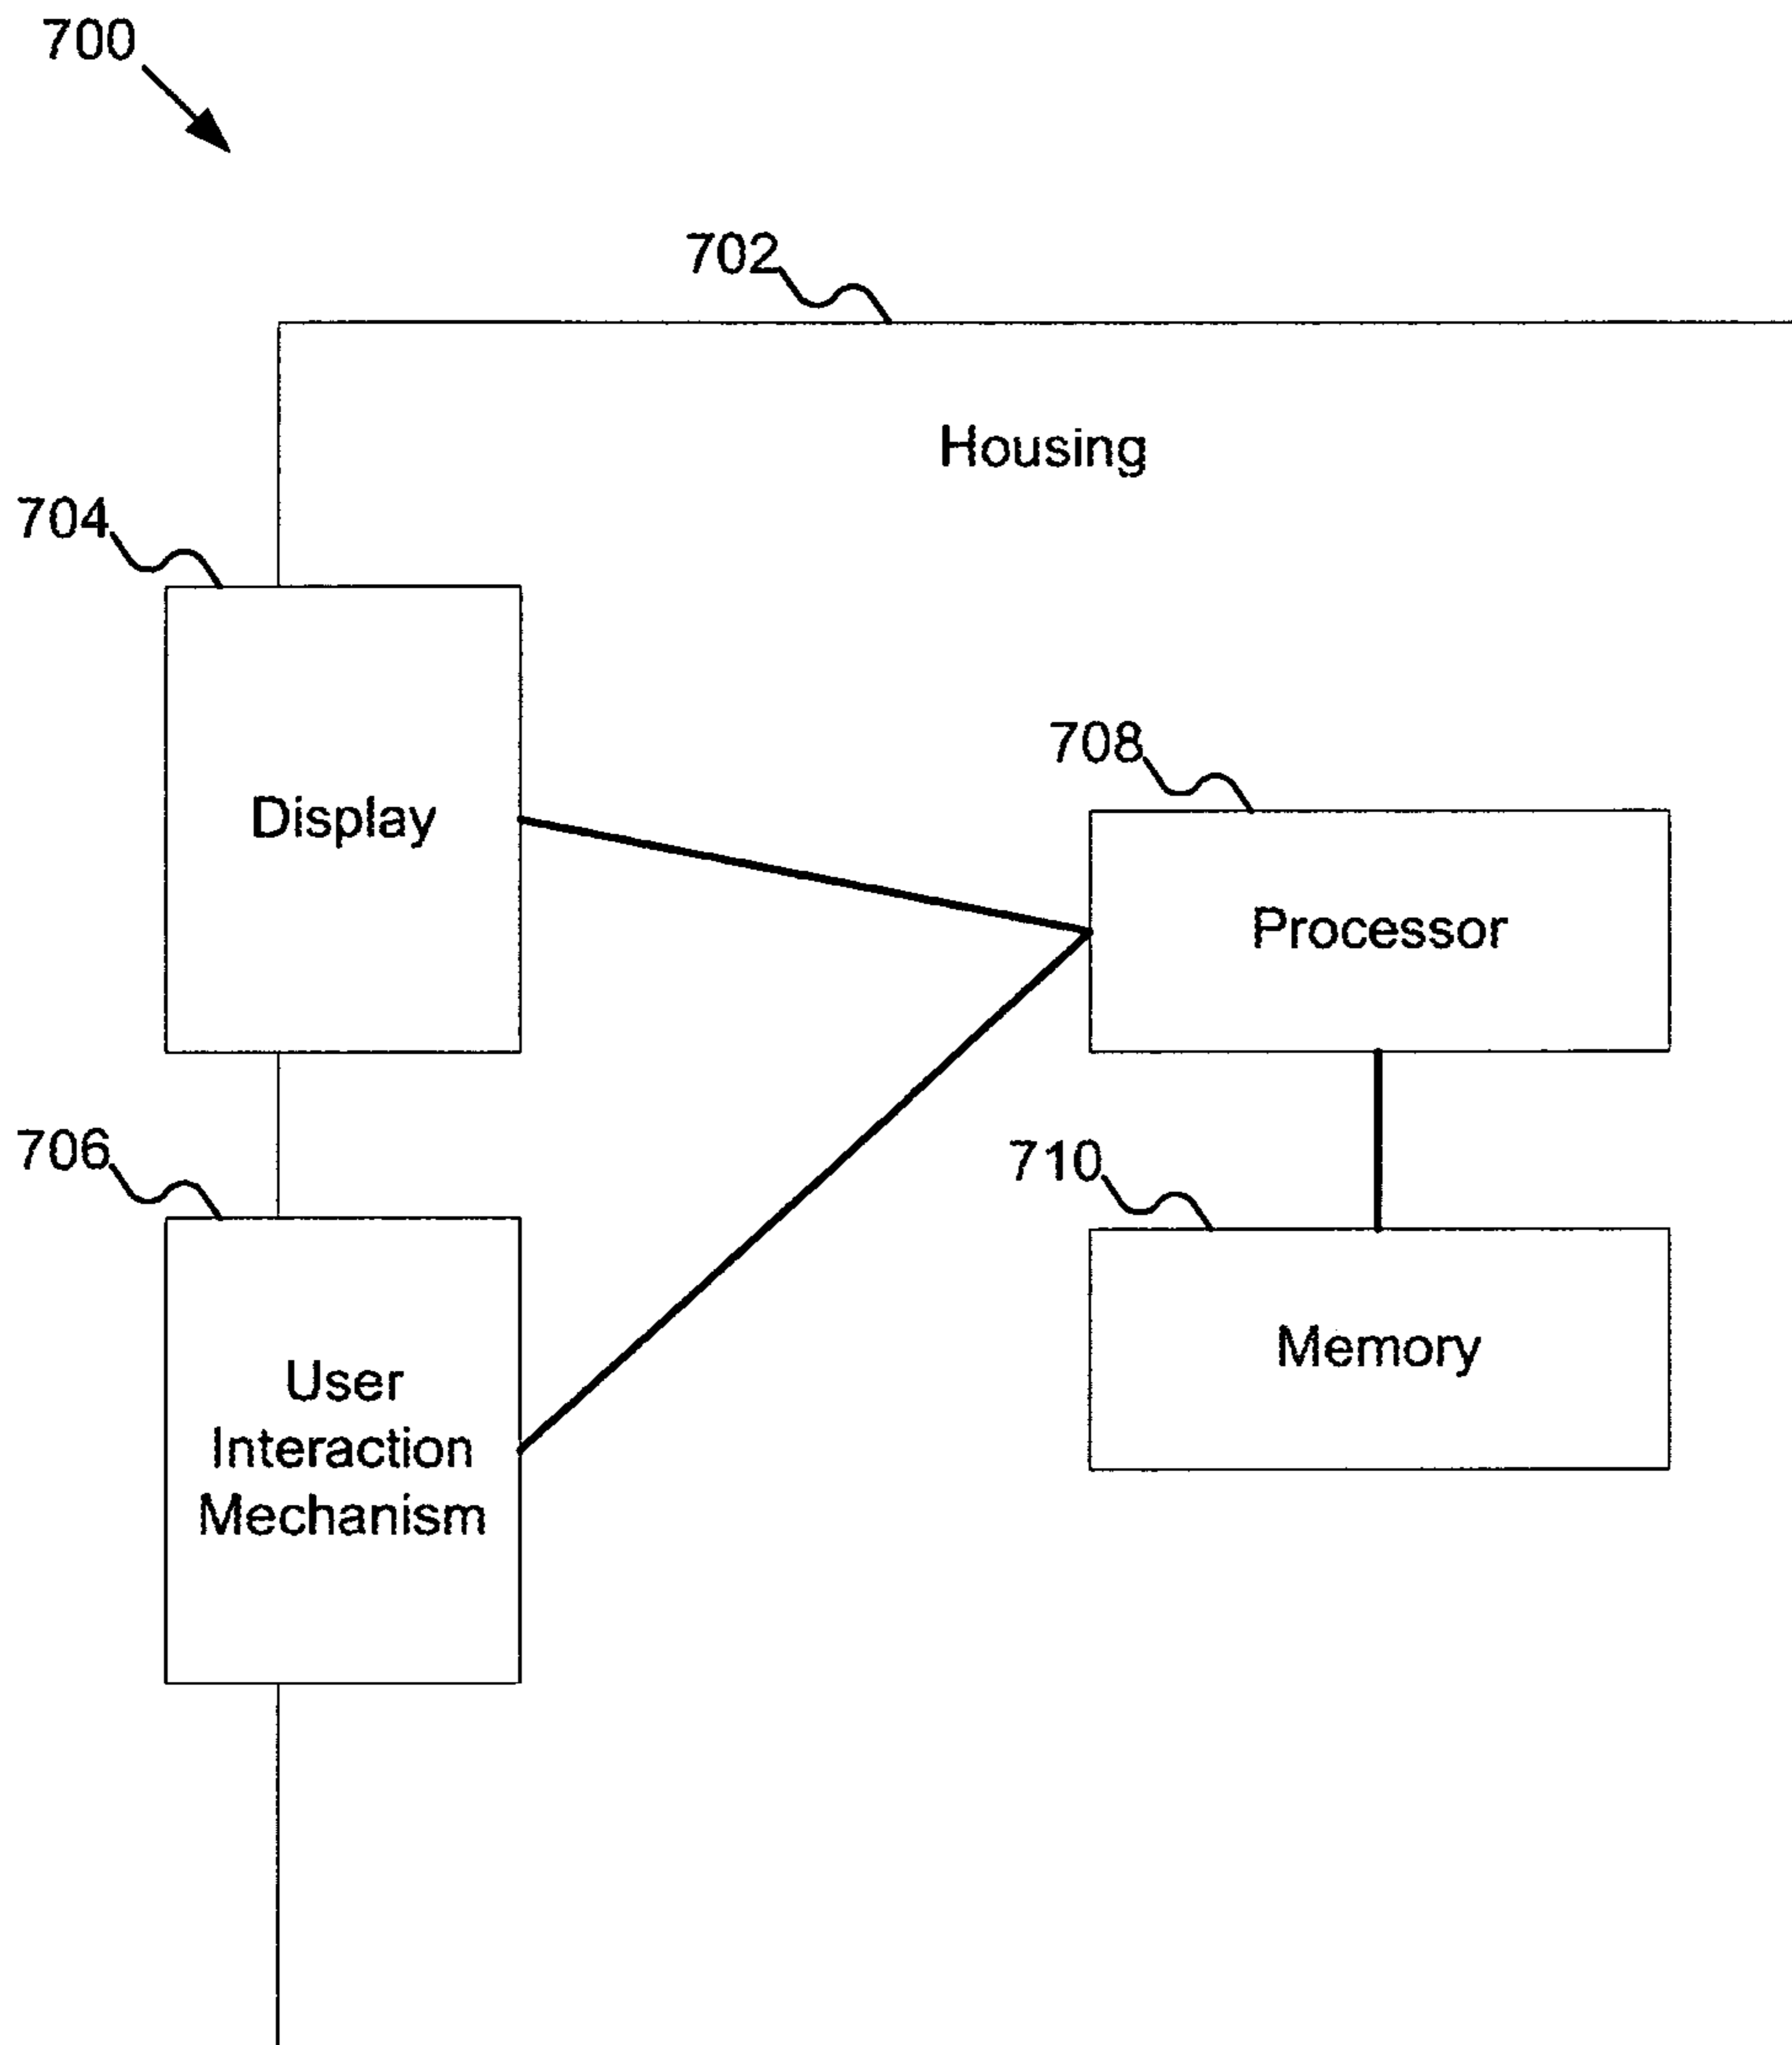 700
702
Housing
704
Display
708
Processor
706
710
User
Interaction
Mechanism
Memory